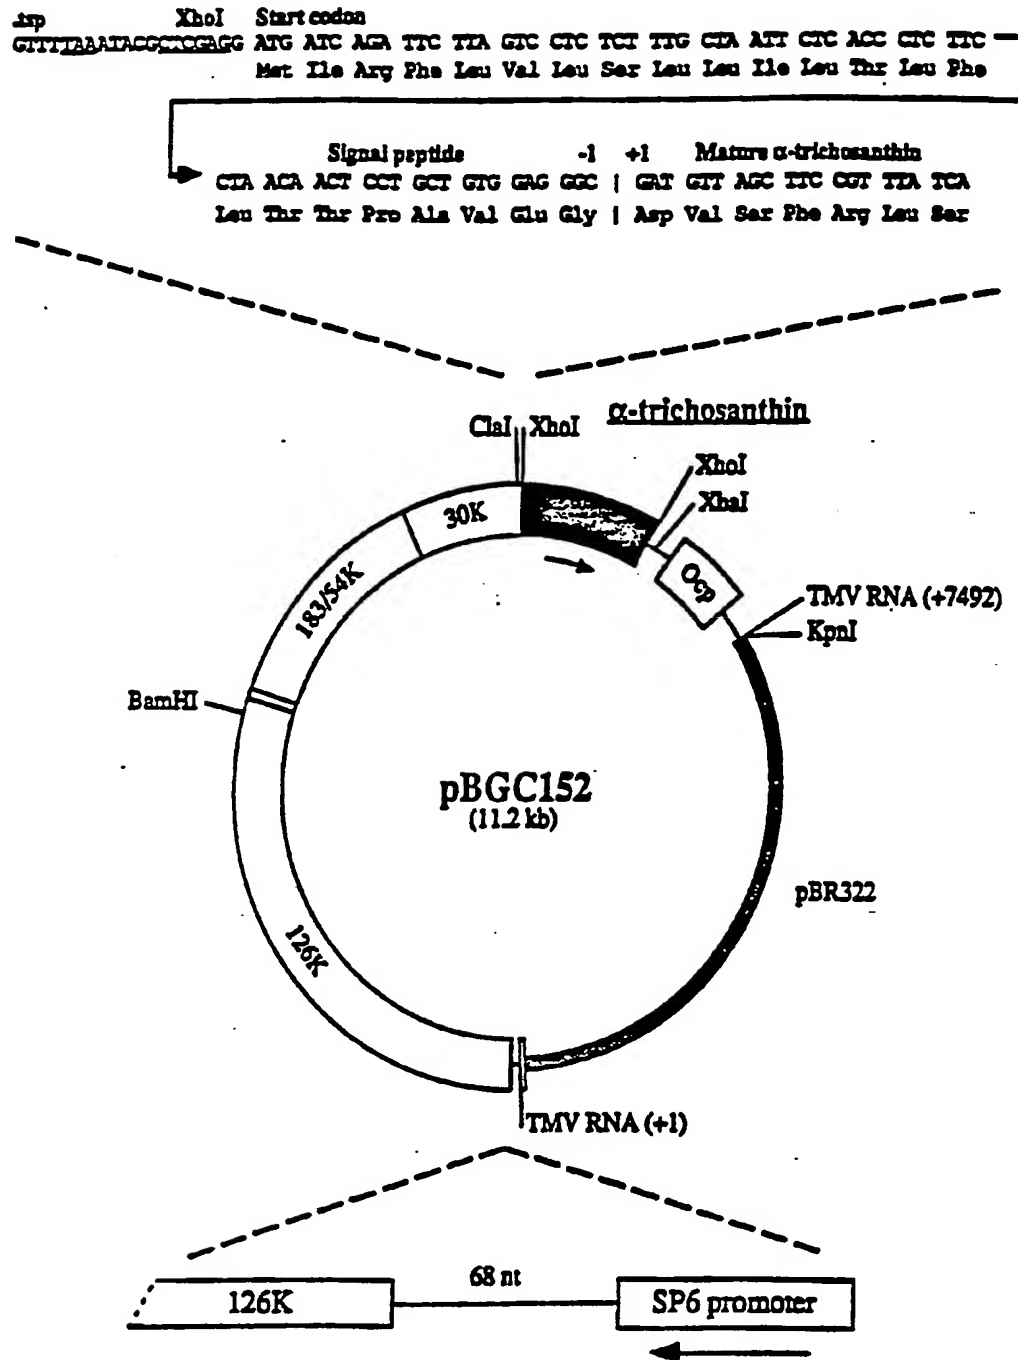 .tsp XhoI Start codon
GTTTTAAATACGCTCGAGG ATG ATC AGA TTC TTA GTC CTC TCT TTG CTA ATT CTC ACC CTC TTC
Met Ile Arg Phe Leu Val Leu Ser Leu Leu Ile Leu Thr Leu Phe
Signal peptide -1 +1 Mature α-trichosanthin
CTA ACA ACT CCT GCT GTG GAG GGC | GAT GTT AGC TTC CGT TTA TCA
Leu Thr Thr Pro Ala Val Glu Gly | Asp Val Ser Phe Arg Leu Ser
α-trichosanthin
ClaI XhoI
XhoI
XbaI
30K
Ocp
183/54K
TMV RNA (+7492)
KpnI
BamHI
pBGC152
(11.2 kb)
pBR322
126K
TMV RNA (+1)
68 nt
126K
SP6 promoter